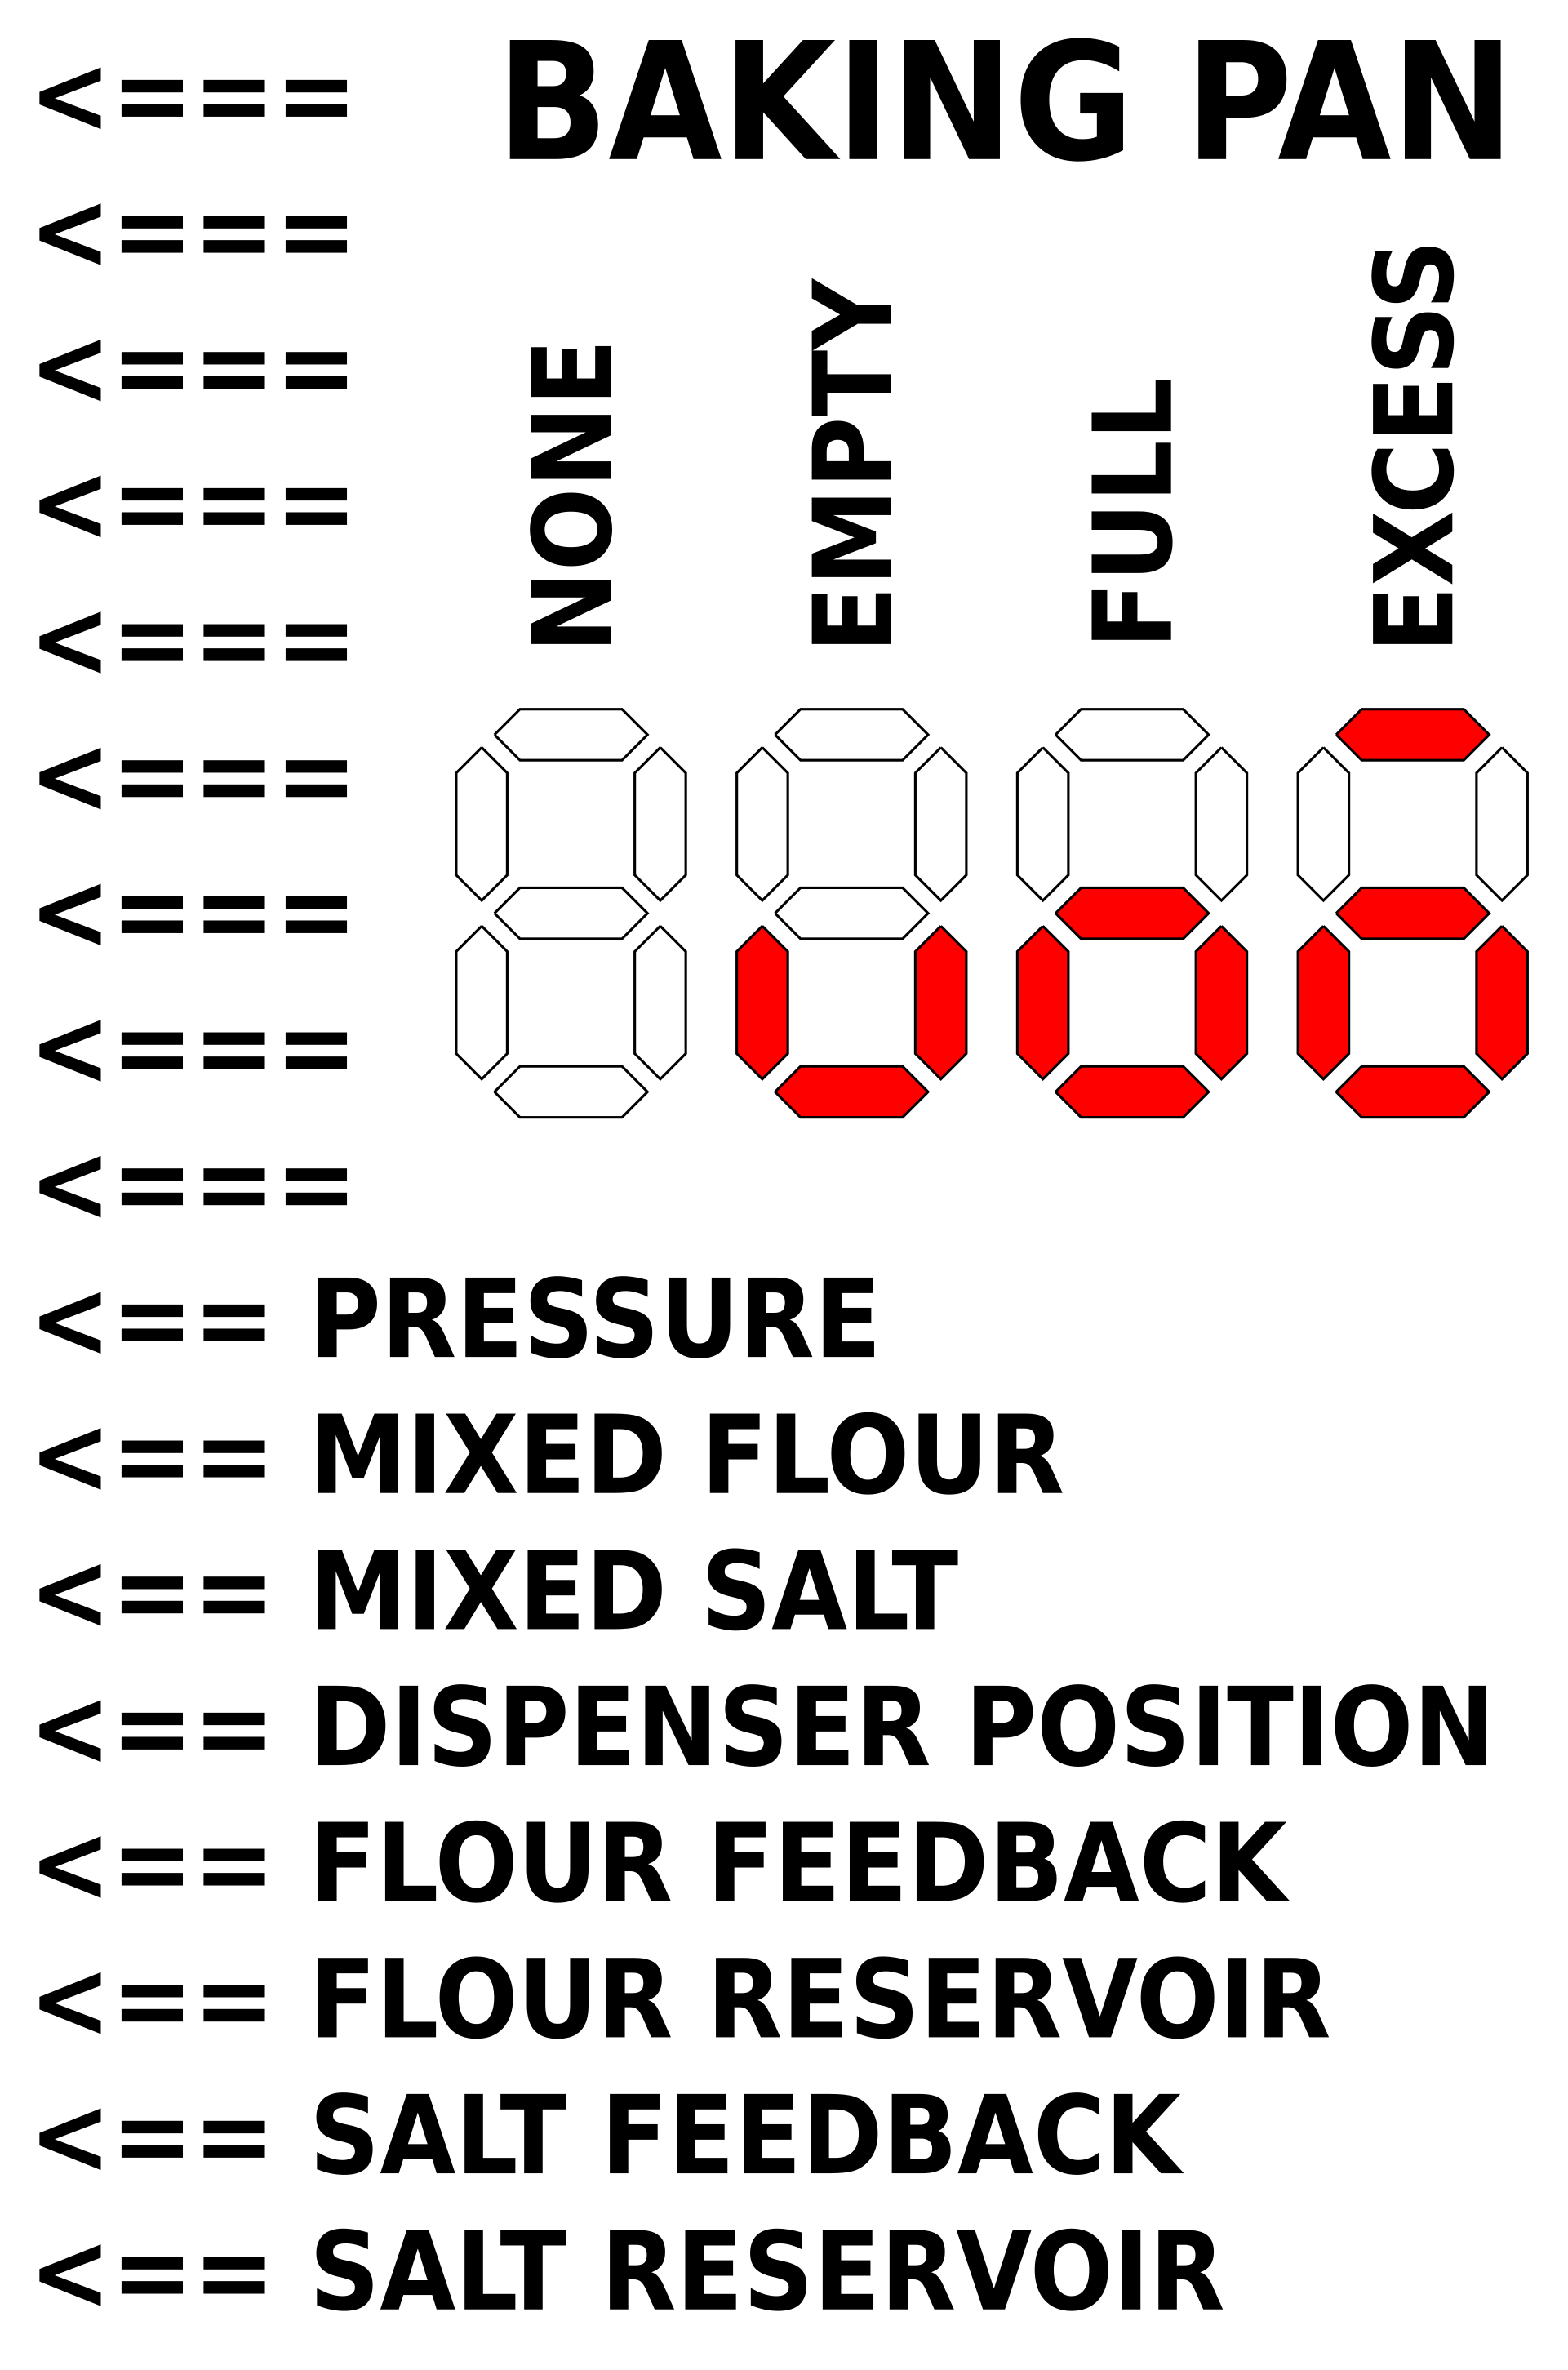 <=== BAKING PAN
<===
<===
<===
<===
<===
<===
<===
<===
NONE
EMPTY
FULL
EXCESS
<== PRESSURE
<== MIXED FLOUR
<== MIXED SALT
<== DISPENSER POSITION
<== FLOUR FEEDBACK
<== FLOUR RESERVOIR
<== SALT FEEDBACK
<== SALT RESERVOIR